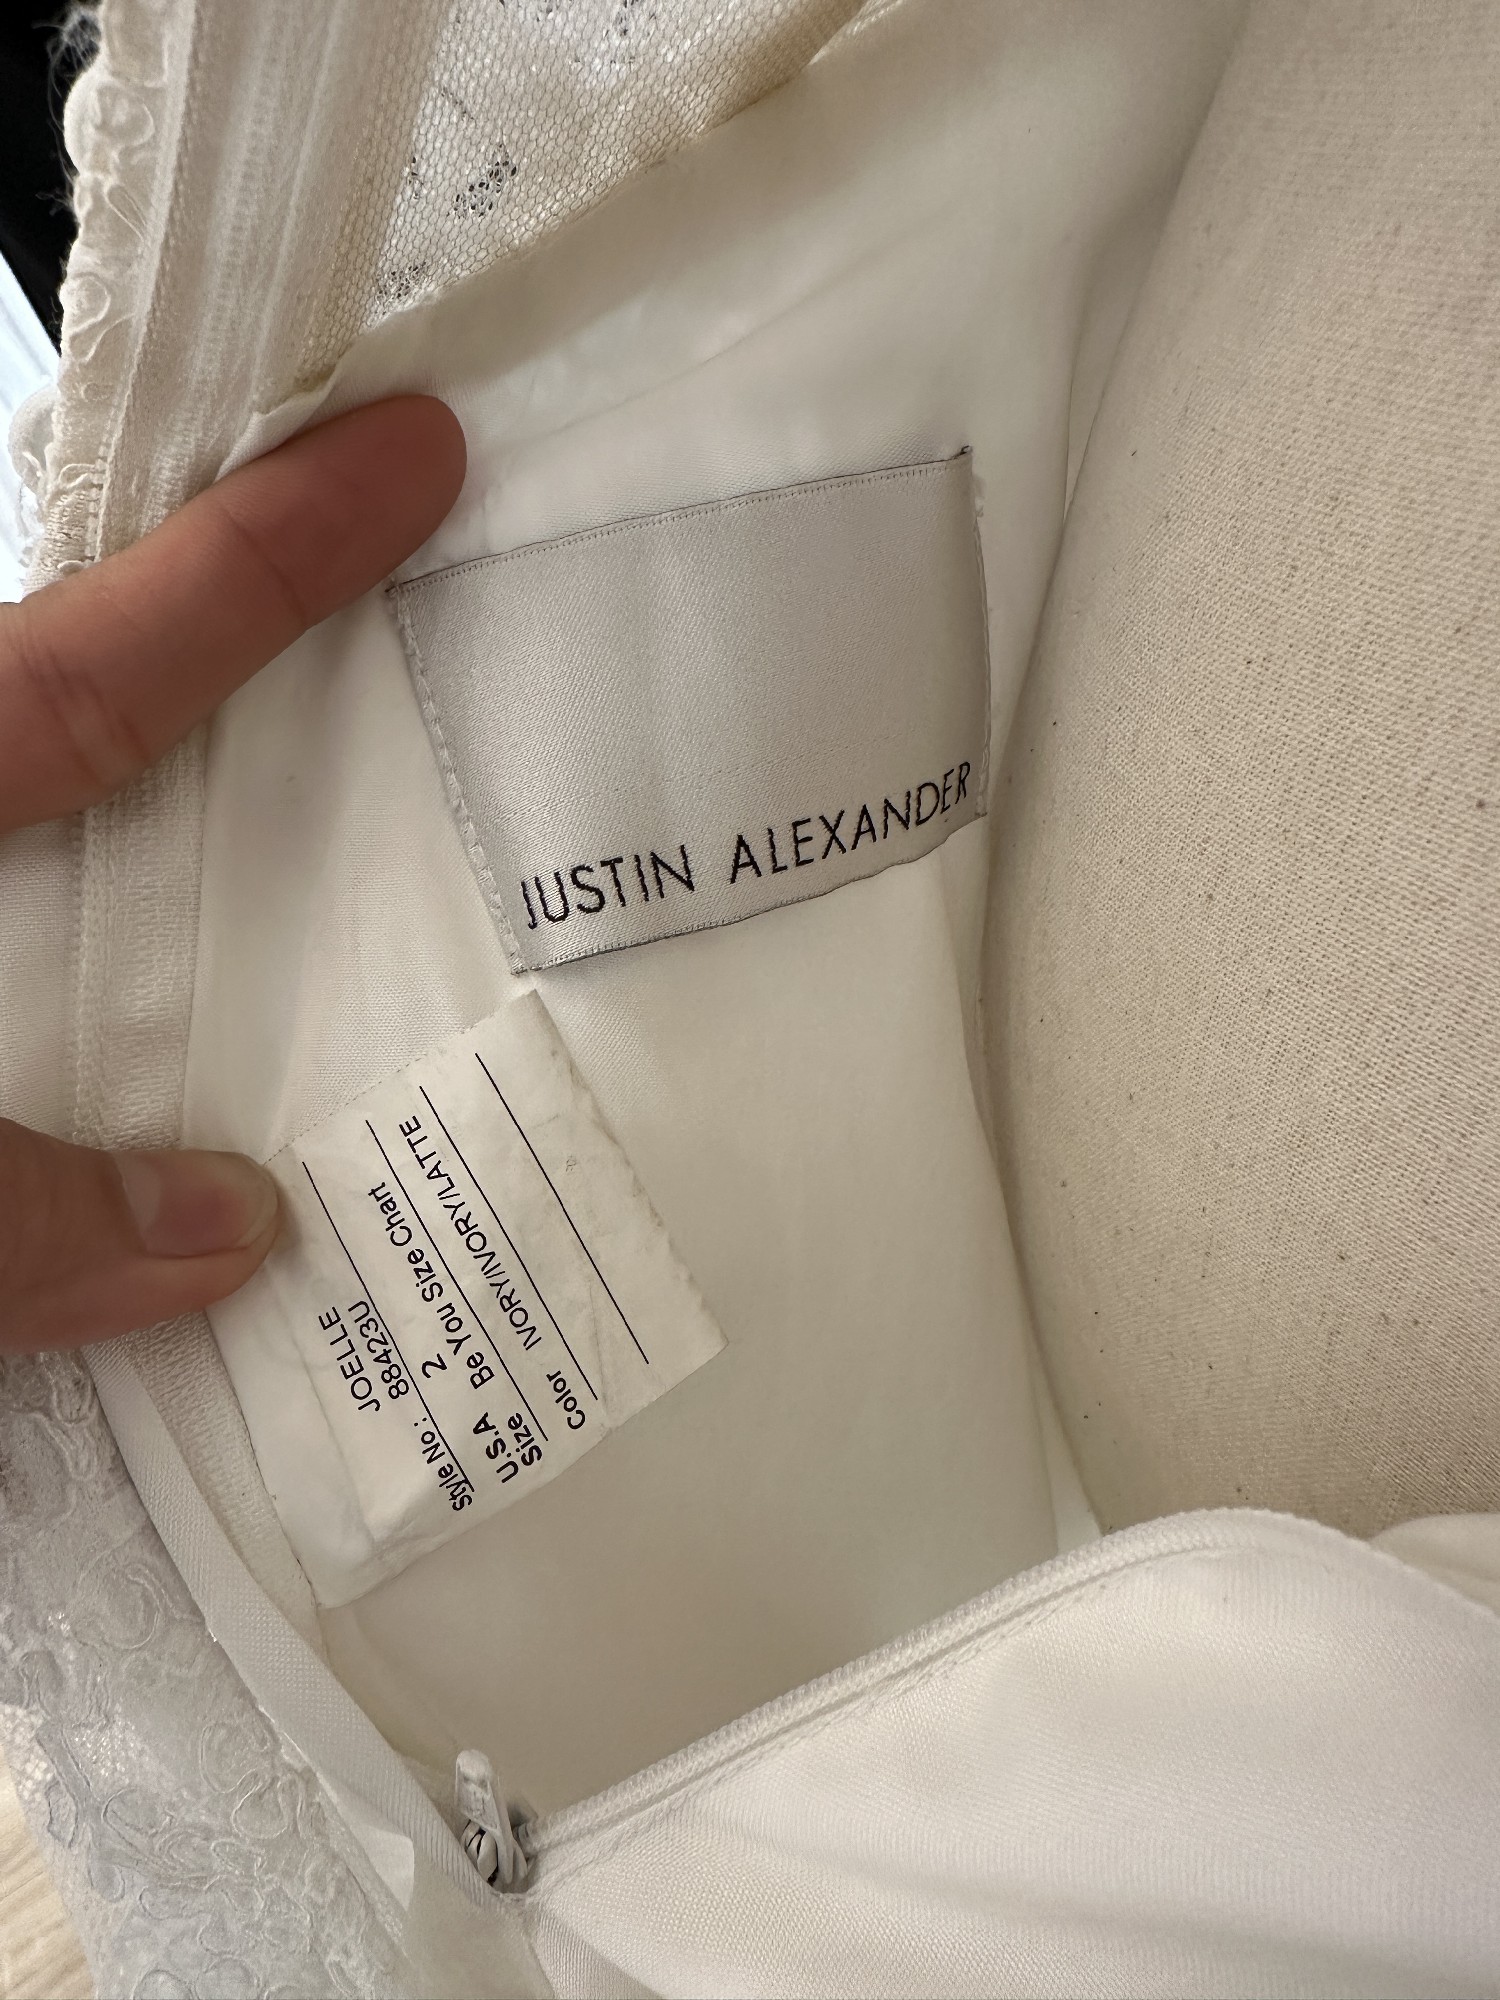 JUSTIN ALEXANDER
JOELLE
Style No: 88423U
2
U.S.A Be You Size Chart
Size
Color IVORY/IVORY/LATTE